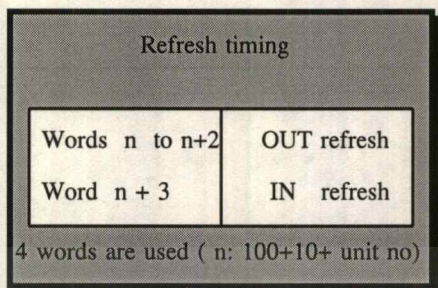 Refresh timing
Words n to n+2 OUT refresh
Word n + 3 IN refresh
4 words are used ( n: 100+10+ unit no)